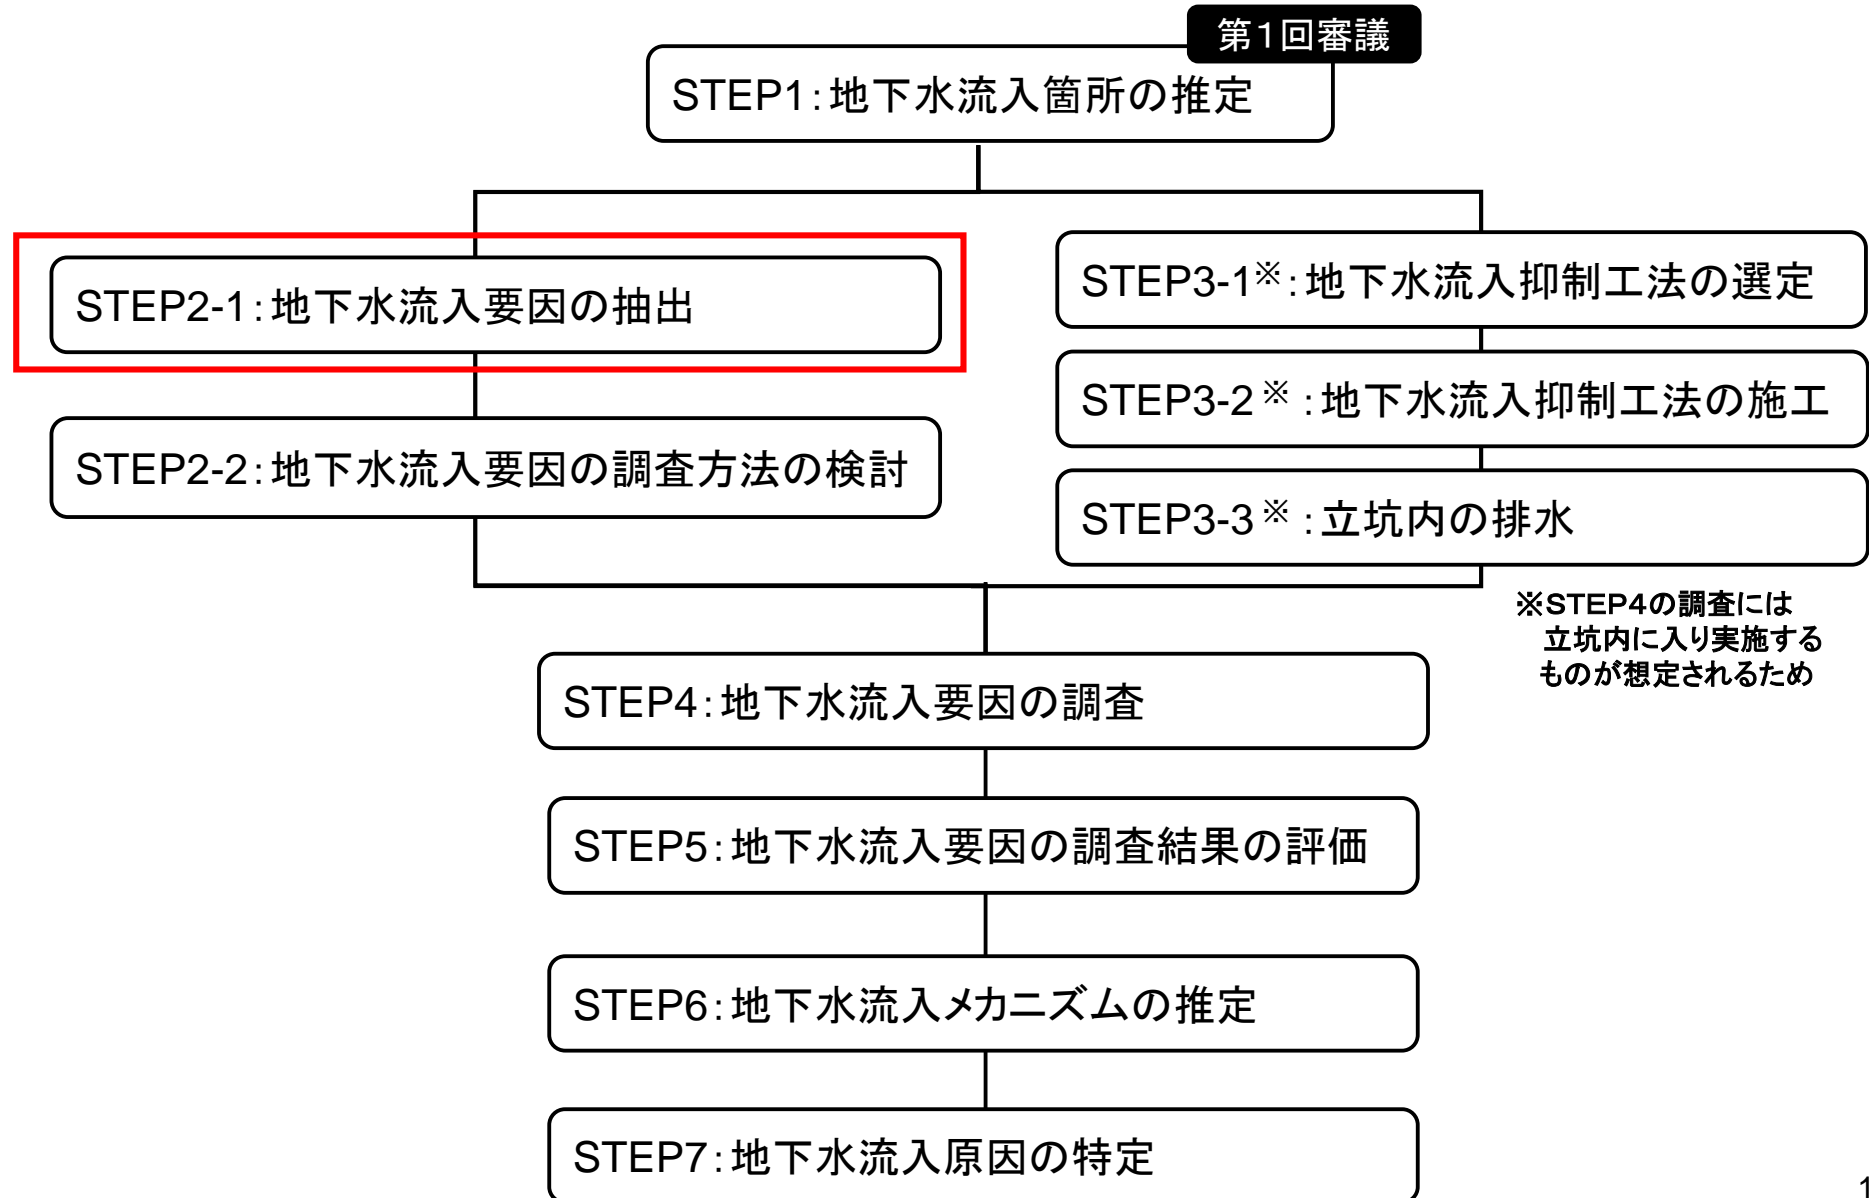 第1回審議
STEP1:地下水流入箇所の推定
STEP2-1:地下水流入要因の抽出
STEP2-2:地下水流入要因の調査方法の検討
STEP3-1※:地下水流入抑制工法の選定
STEP3-2※:地下水流入抑制工法の施工
STEP3-3※:立坑内の排水
※STEP4の調査には
立坑内に入り実施する
ものが想定されるため
STEP4:地下水流入要因の調査
STEP5:地下水流入要因の調査結果の評価
STEP6:地下水流入メカニズムの推定
STEP7:地下水流入原因の特定
1